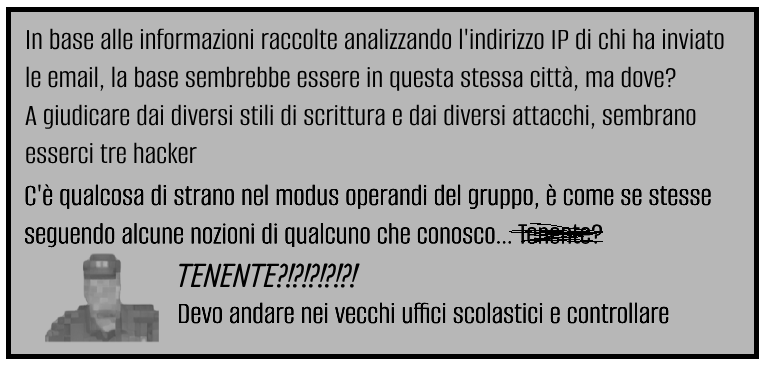 In base alle informazioni raccolte analizzando l'indirizzo IP di chi ha inviato
le email, la base sembrebbe essere in questa stessa città, ma dove?
A giudicare dai diversi stili di scrittura e dai diversi attacchi, sembrano
esserci tre hacker
C'è qualcosa di strano nel modus operandi del gruppo, è come se stesse
seguendo alcune nozioni di qualcuno che conosco... Tenente?
TENENTE?!?!?!?!?!
Devo andare nei vecchi uffici scolastici e controllare